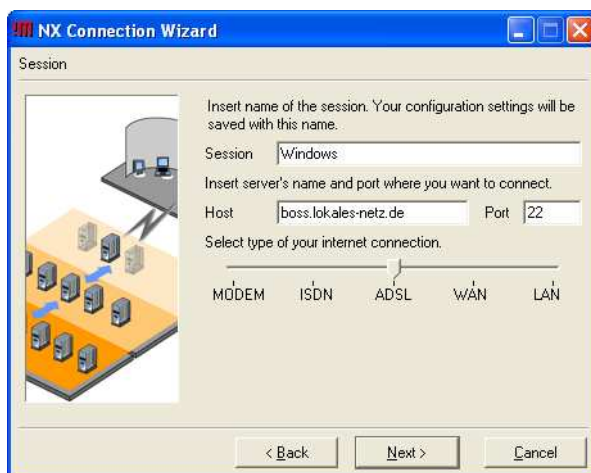 NX Connection Wizard
Session
Insert name of the session. Your configuration settings will be
saved with this name.
Session Windows
Insert server's name and port where you want to connect.
Host boss.lokales-netz.de Port 22
Select type of your internet connection.
MODEM ISDN ADSL WAN LAN
< Back Next > Cancel